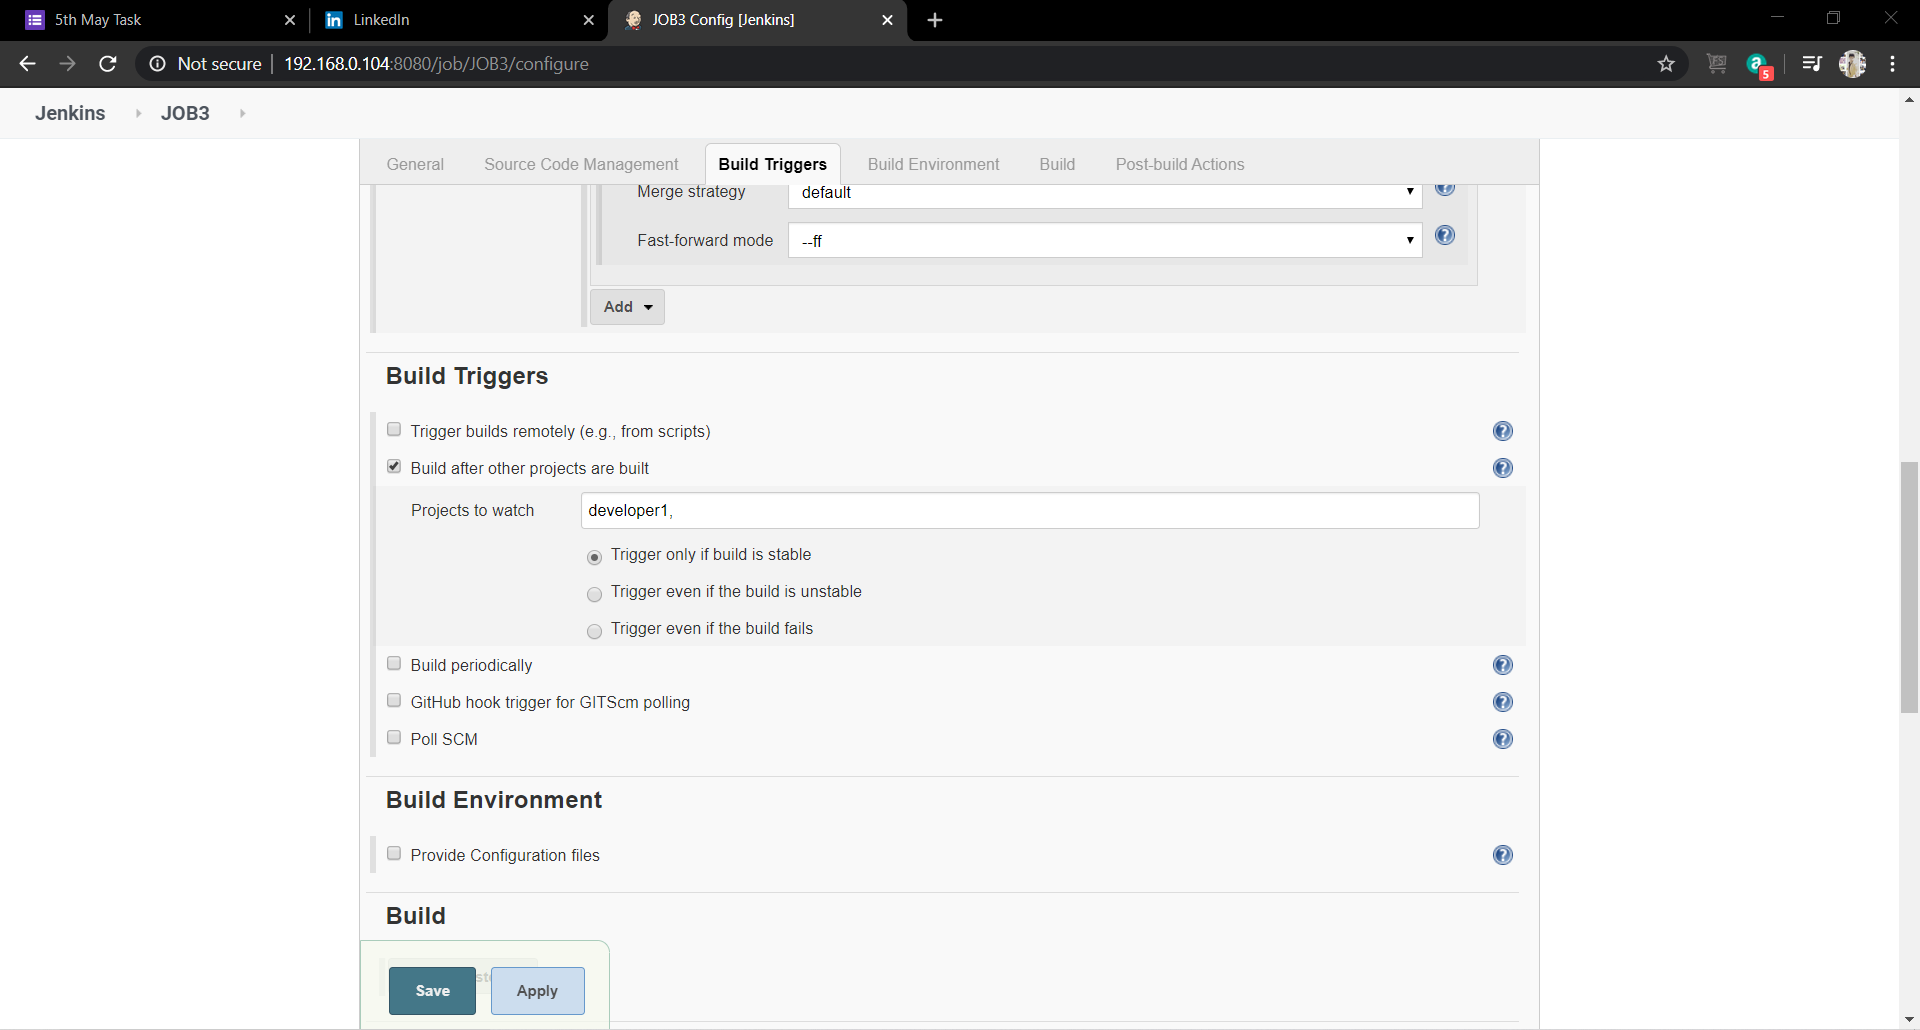 5th May Task
LinkedIn
JOB3 Config [Jenkins]
Not secure | 192.168.0.104:8080/job/JOB3/configure
5
Jenkins
JOB3
General
Source Code Management
Build Triggers
Build Environment
Build
Post-build Actions
Merge strategy
default
Fast-forward mode
--ff
Add
Build Triggers
Trigger builds remotely (e.g., from scripts)
Build after other projects are built
Projects to watch
developer1,
Trigger only if build is stable
Trigger even if the build is unstable
Trigger even if the build fails
Build periodically
GitHub hook trigger for GITScm polling
Poll SCM
Build Environment
Provide Configuration files
Build
Save
Apply